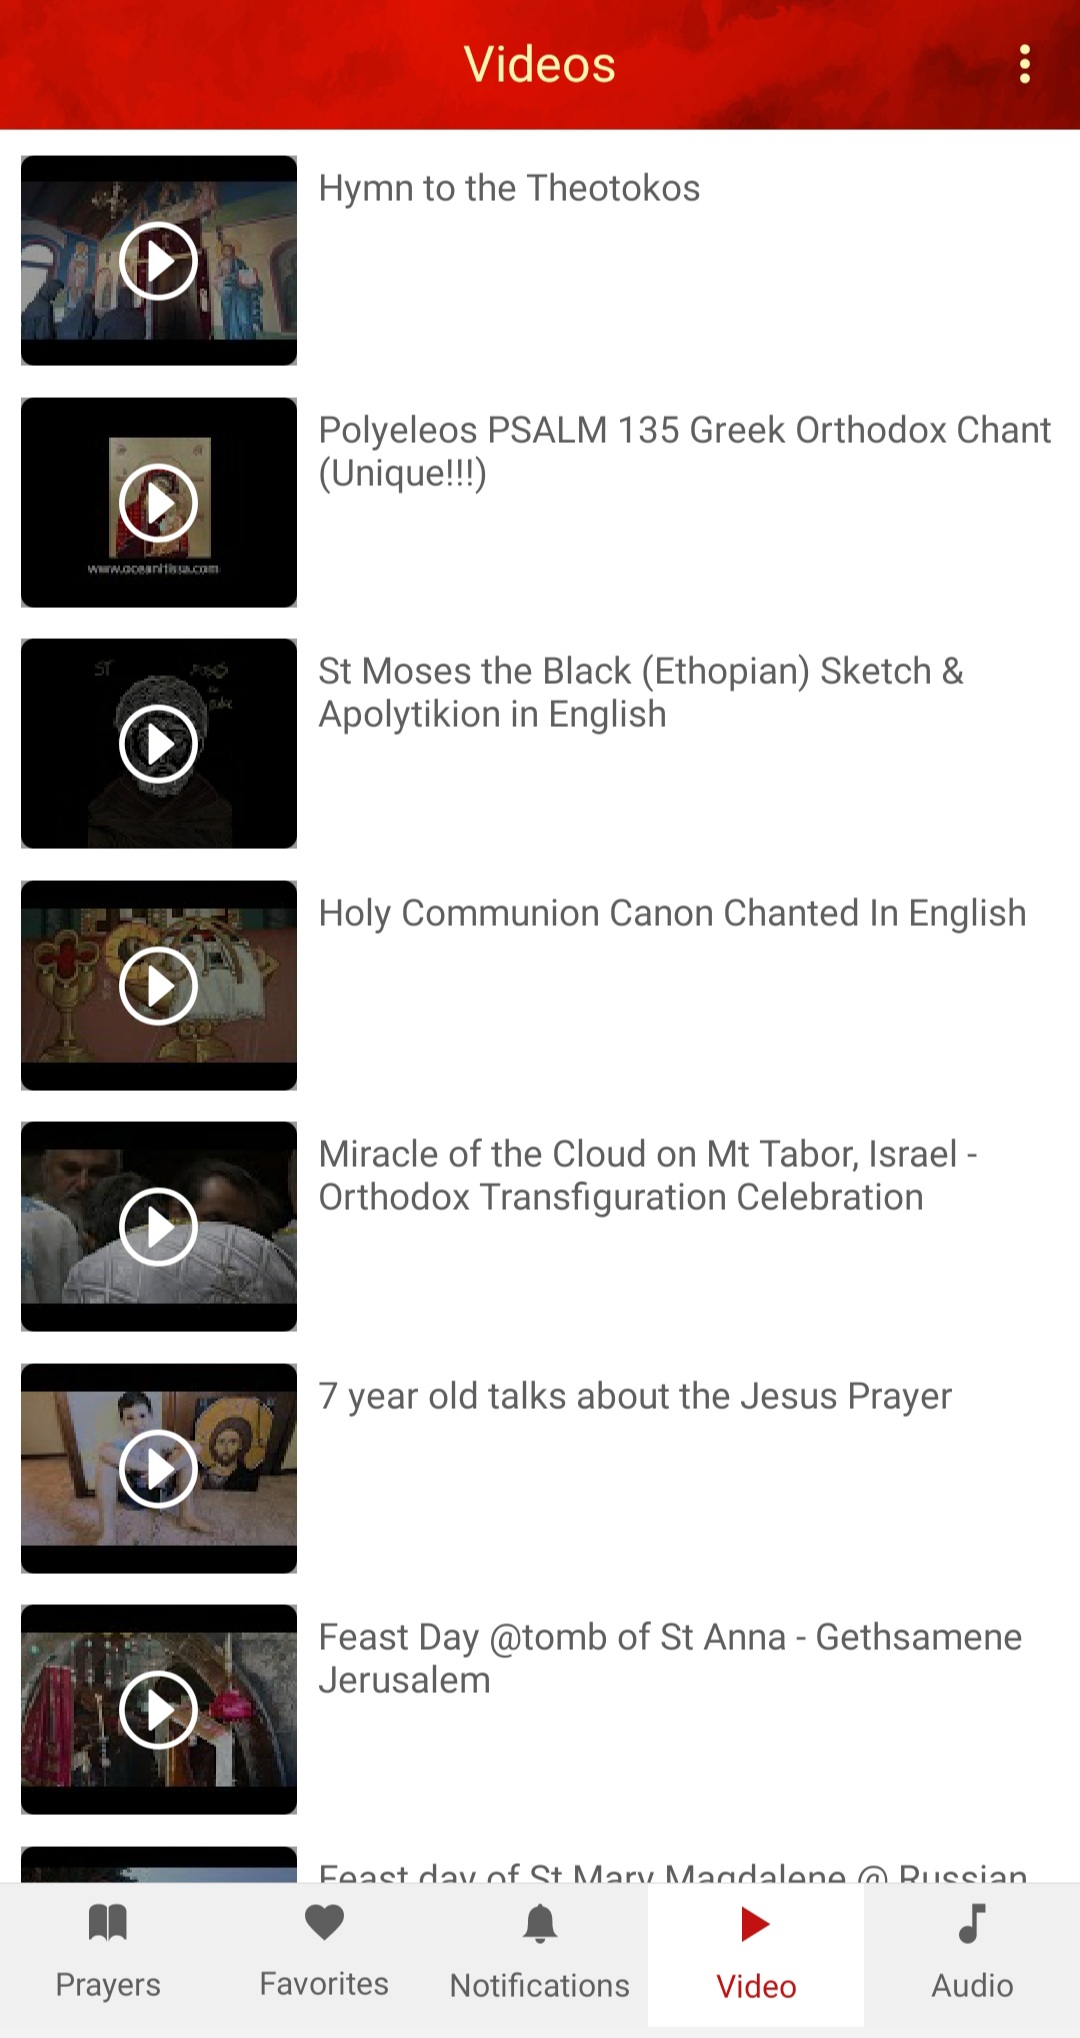 Videos
Hymn to the Theotokos
Polyeleos PSALM 135 Greek Orthodox Chant
(Unique!!!)
www.oceanitissa.com
St Moses the Black (Ethopian) Sketch &
Apolytikion in English
ST
Holy Communion Canon Chanted In English
Miracle of the Cloud on Mt Tabor, Israel -
Orthodox Transfiguration Celebration
7 year old talks about the Jesus Prayer
Feast Day @tomb of St Anna - Gethsamene
Jerusalem
Feast day of St Mary Magdalene @ Russian
Prayers
Favorites
Notifications
Video
Audio